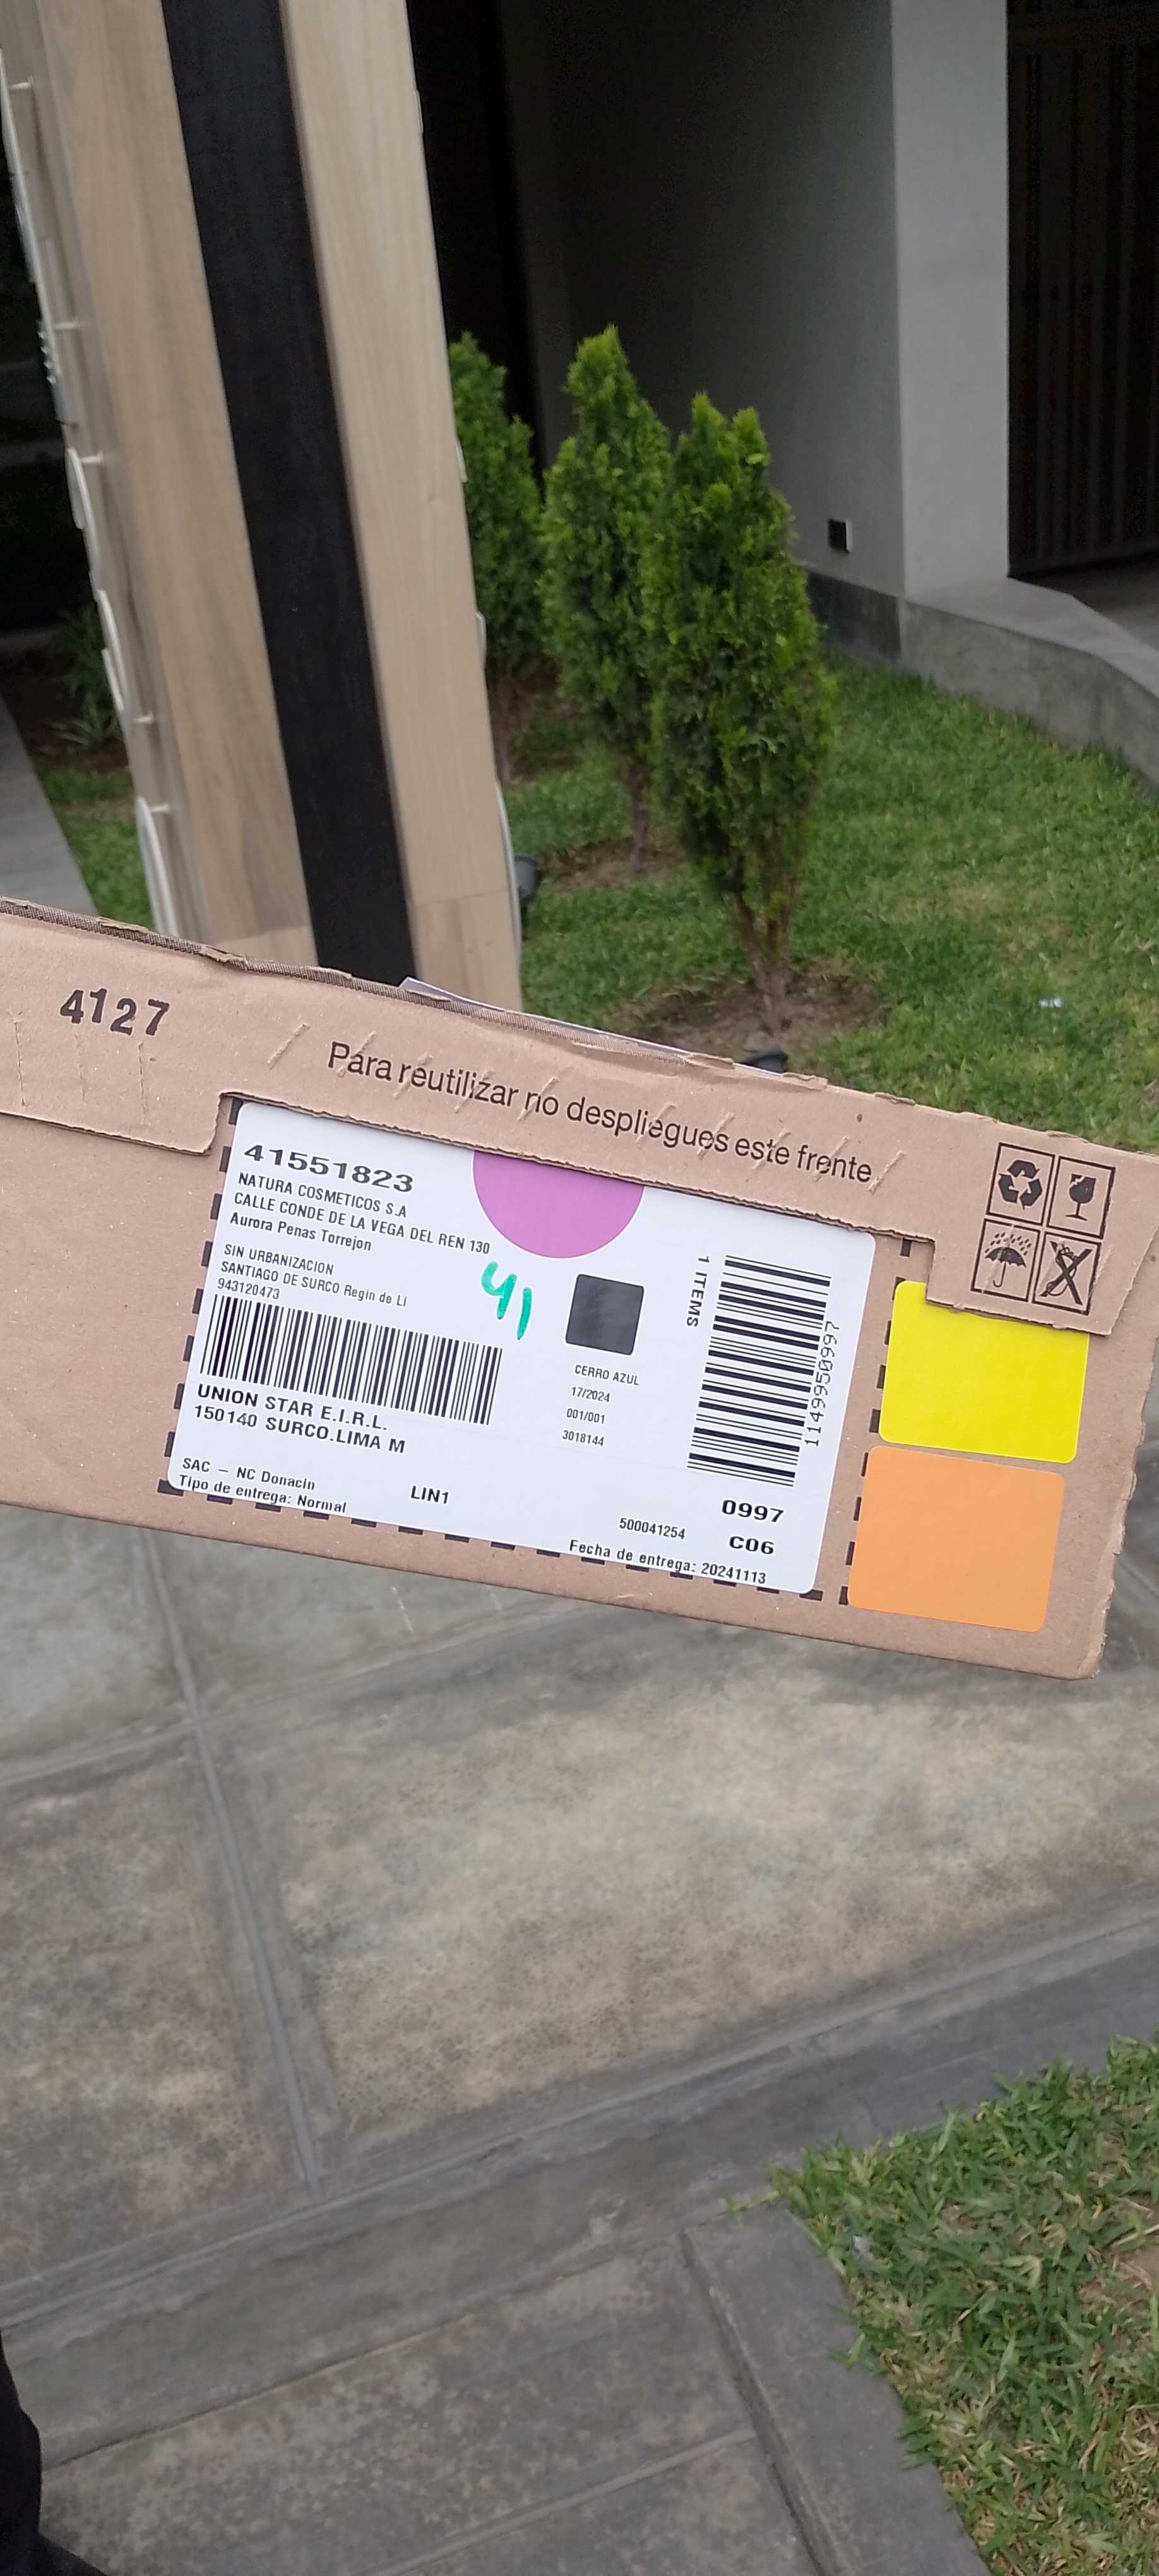 4127
Para reutilizar no despliegues este frente
41551823
NATURA COSMETICOS S.A
CALLE CONDE DE LA VEGA DEL REN 130
Aurora Penas Torrejon
SIN URBANIZACION
SANTIAGO DE SURCO Regin de Li
943120473
41
UNION STAR E.I.R.L.
150140 SURCO.LIMA M
SAC – NC Donacin
Tipo de entrega: Normal
LIN1
CERRO AZUL
17/2024
001/001
3018144
1 ITEMS
1149950997
0997
500041254
C06
Fecha de entrega: 20241113